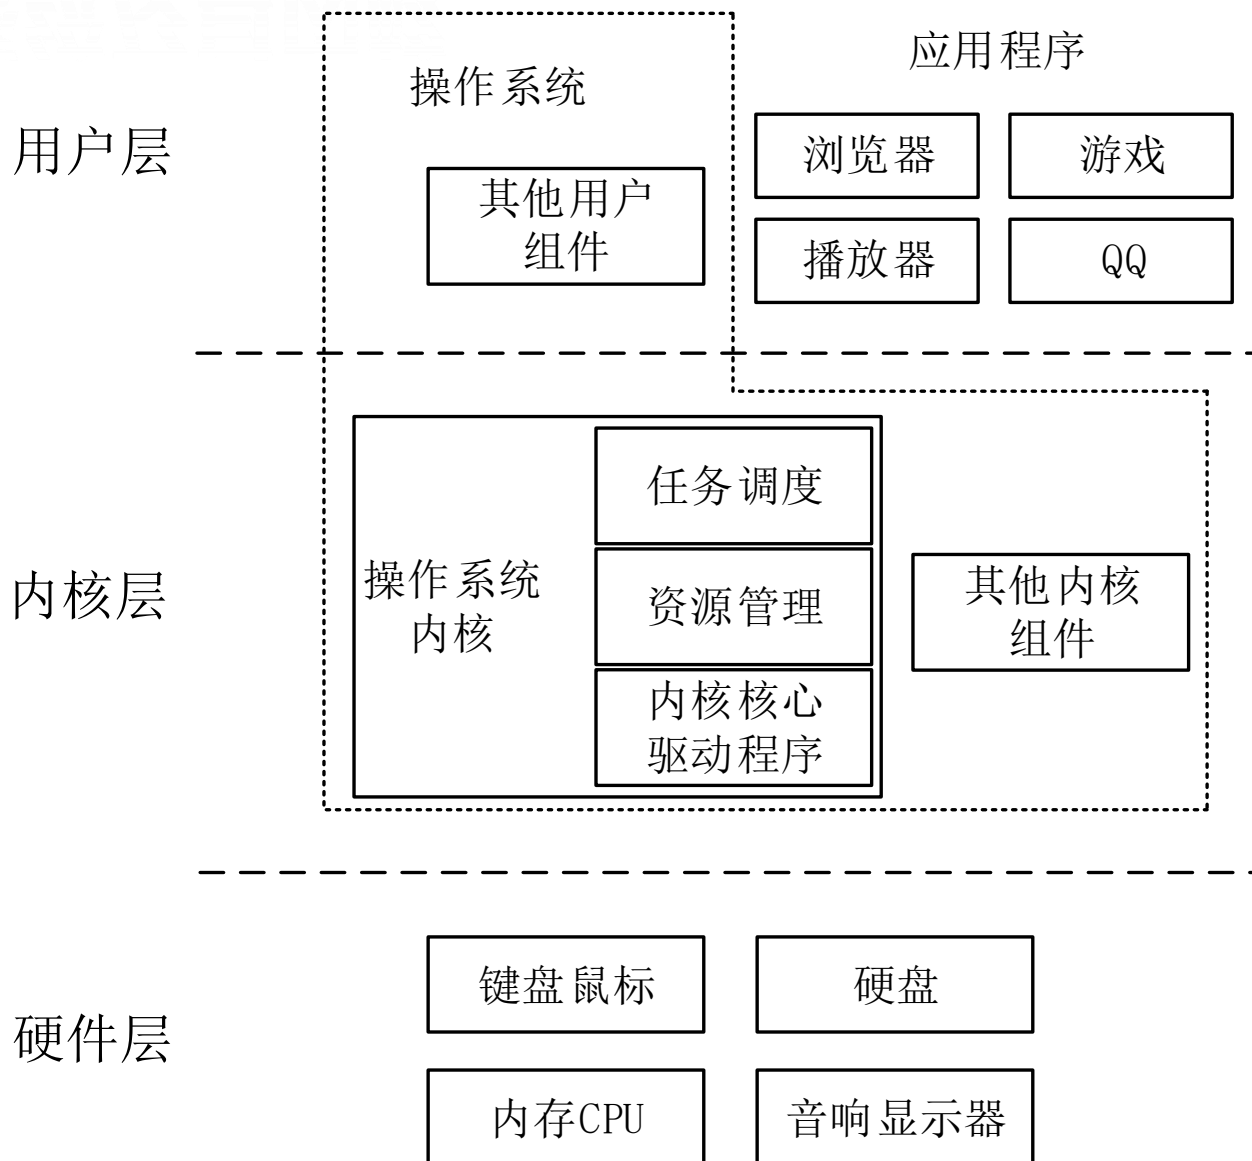 应用程序
操作系统
用户层
浏览器
游戏
其他用户
组件
播放器
QQ
任务调度
操作系统
内核
内核层
资源管理
其他内核
组件
内核核心
驱动程序
键盘鼠标
硬盘
硬件层
内存CPU
音响显示器